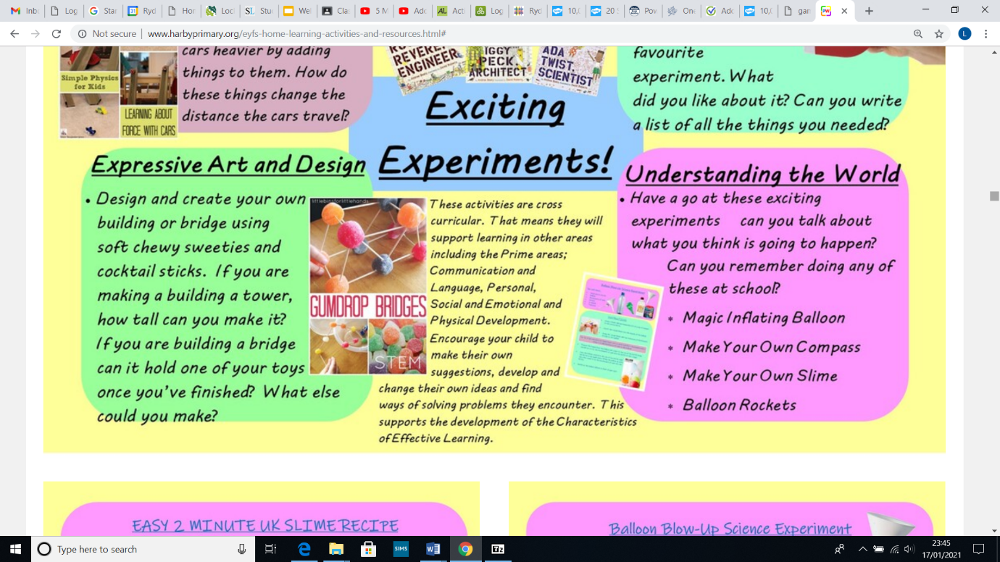 Inbo
Log
Star
Ryd
Hor
Loc
Stu
Wel
Cla
5 M
Add
Acti
Log
Ryd
10,0
20 S
Pow
One
Add
10,0
gam
Not secure | www.harbyprimary.org/eyfs-home-learning-activities-and-resources.html#
L
Simple Physics
for Kids
LEARNING ABOUT
FORCE WITH CARS
cars heavier by adding
things to them. How do
these things change the
distance the cars travel?
REVERE,
ENGINEER
IGGY
PECK,
ARCHITECT
ADA
TWIST,
SCIENTIST
Exciting
Experiments!
favourite
experiment. What
did you like about it? Can you write
a list of all the things you needed?
Expressive Art and Design
• Design and create your own
building or bridge using
soft chewy sweeties and
cocktail sticks. If you are
making a building a tower,
how tall can you make it?
If you are building a bridge
can it hold one of your toys
once you've finished? What else
could you make?
littlebinsforlittlehands
GUMDROP BRIDGES
STEM
These activities are cross
curricular. That means they will
support learning in other areas
including the Prime areas;
Communication and
Language, Personal,
Social and Emotional and
Physical Development.
Encourage your child to
make their own
suggestions, develop and
change their own ideas and find
ways of solving problems they encounter. This
supports the development of the Characteristics
of Effective Learning.
Understanding the World
• Have a go at these exciting
experiments can you talk about
what you think is going to happen?
Can you remember doing any of
these at school?
* Magic Inflating Balloon
* Make Your Own Compass
* Make Your Own Slime
* Balloon Rockets
EASY 2 MINUTE UK SLIME RECIPE
Balloon Blow-Up Science Experiment
Type here to search
SIMS
Tz
23:45
17/01/2021